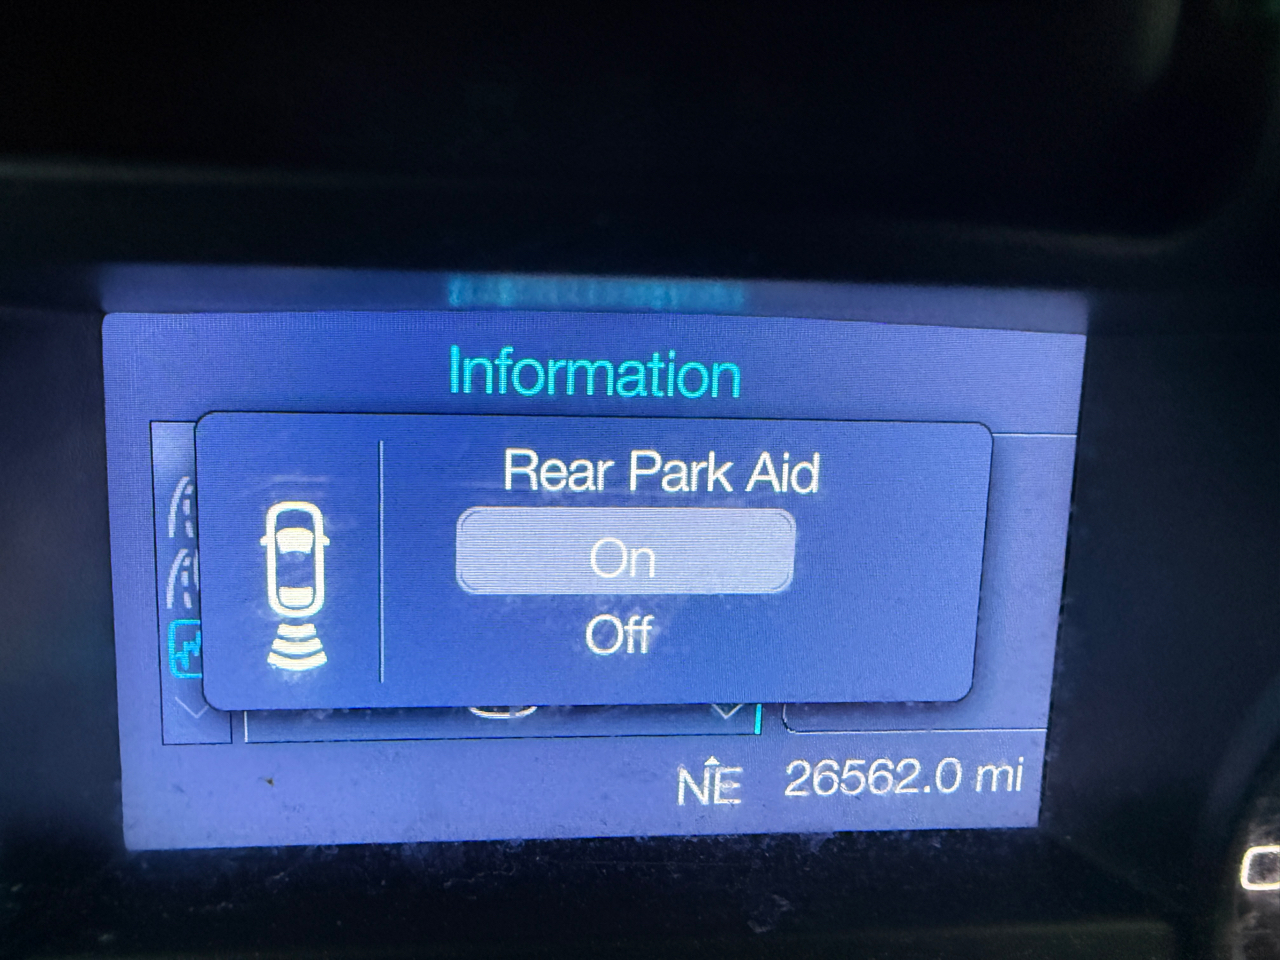 Information
Rear Park Aid
On
Off
NE 26562.0 mi